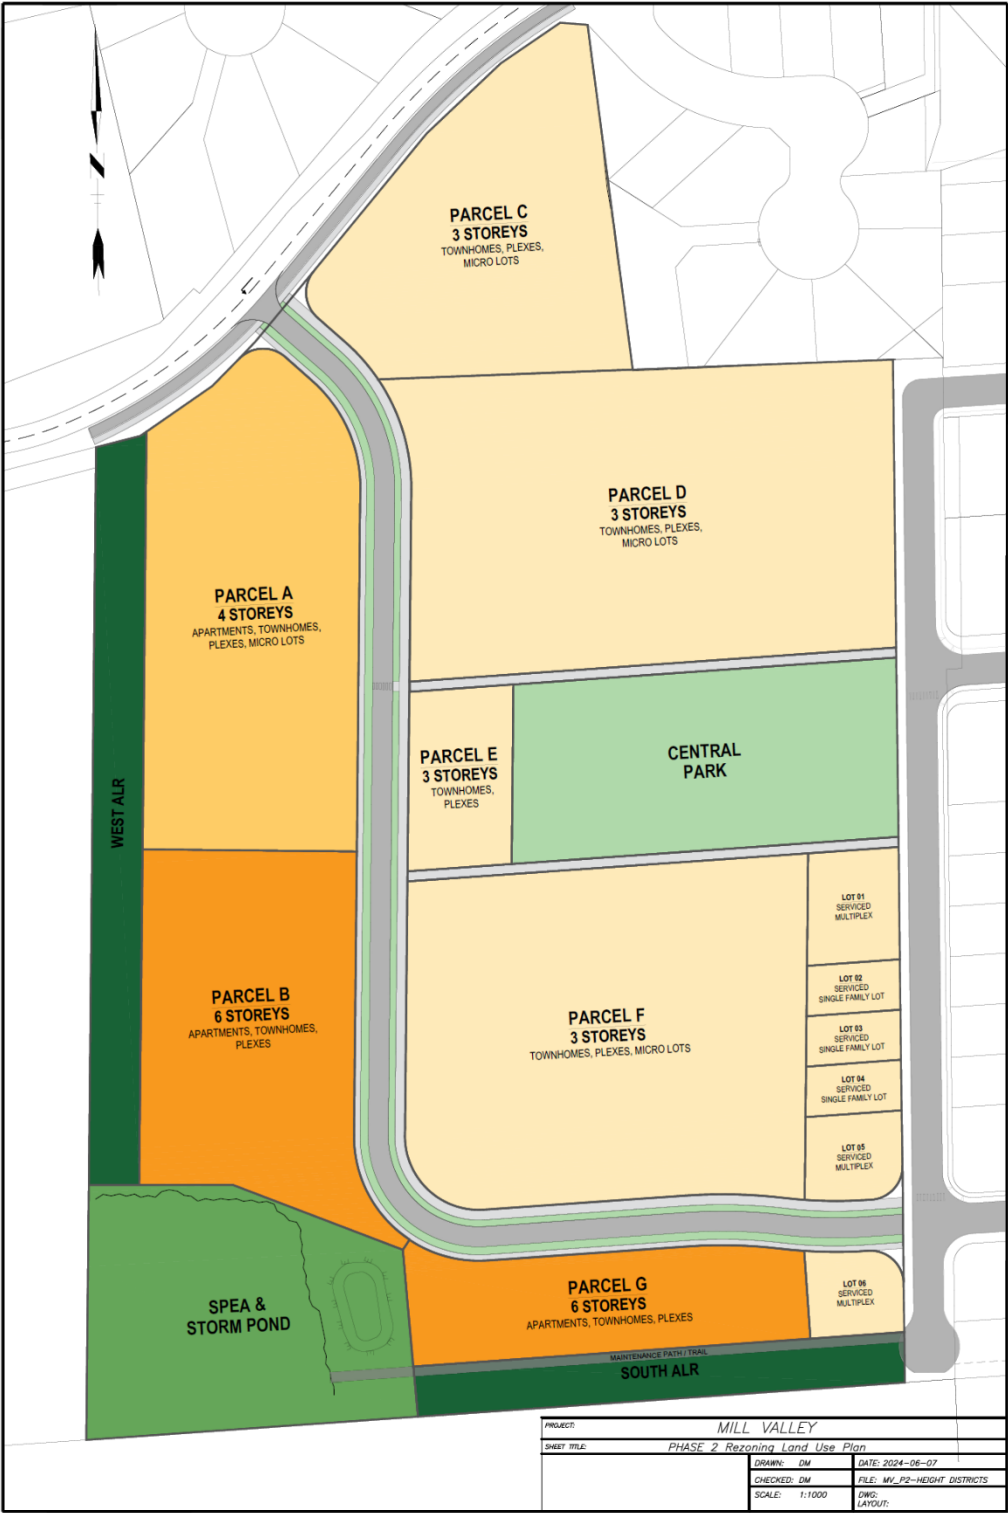 PARCEL C
3 STOREYS
TOWNHOMES, PLEXES,
MICRO LOTS
PARCEL D
3 STOREYS
TOWNHOMES, PLEXES,
MICRO LOTS
PARCEL A
4 STOREYS
APARTMENTS, TOWNHOMES,
PLEXES, MICRO LOTS
WEST ALR
PARCEL E
3 STOREYS
TOWNHOMES,
PLEXES
CENTRAL
PARK
PARCEL B
6 STOREYS
APARTMENTS, TOWNHOMES,
PLEXES
PARCEL F
3 STOREYS
TOWNHOMES, PLEXES, MICRO LOTS
LOT 01
SERVICED
MULTIPLEX
LOT 02
SERVICED
SINGLE FAMILY LOT
LOT 03
SERVICED
SINGLE FAMILY LOT
LOT 04
SERVICED
SINGLE FAMILY LOT
LOT 05
SERVICED
MULTIPLEX
SPEA &
STORM POND
PARCEL G
6 STOREYS
APARTMENTS, TOWNHOMES, PLEXES
LOT 06
SERVICED
MULTIPLEX
MAINTENANCE PATH / TRAIL
SOUTH ALR
PROJECT: MILL VALLEY
SHEET TITLE: PHASE 2 Rezoning Land Use Plan
DRAWN: DM
DATE: 2024-06-07
CHECKED: DM
FILE: MV_P2-HEIGHT DISTRICTS
SCALE: 1:1000
DWG:
LAYOUT: